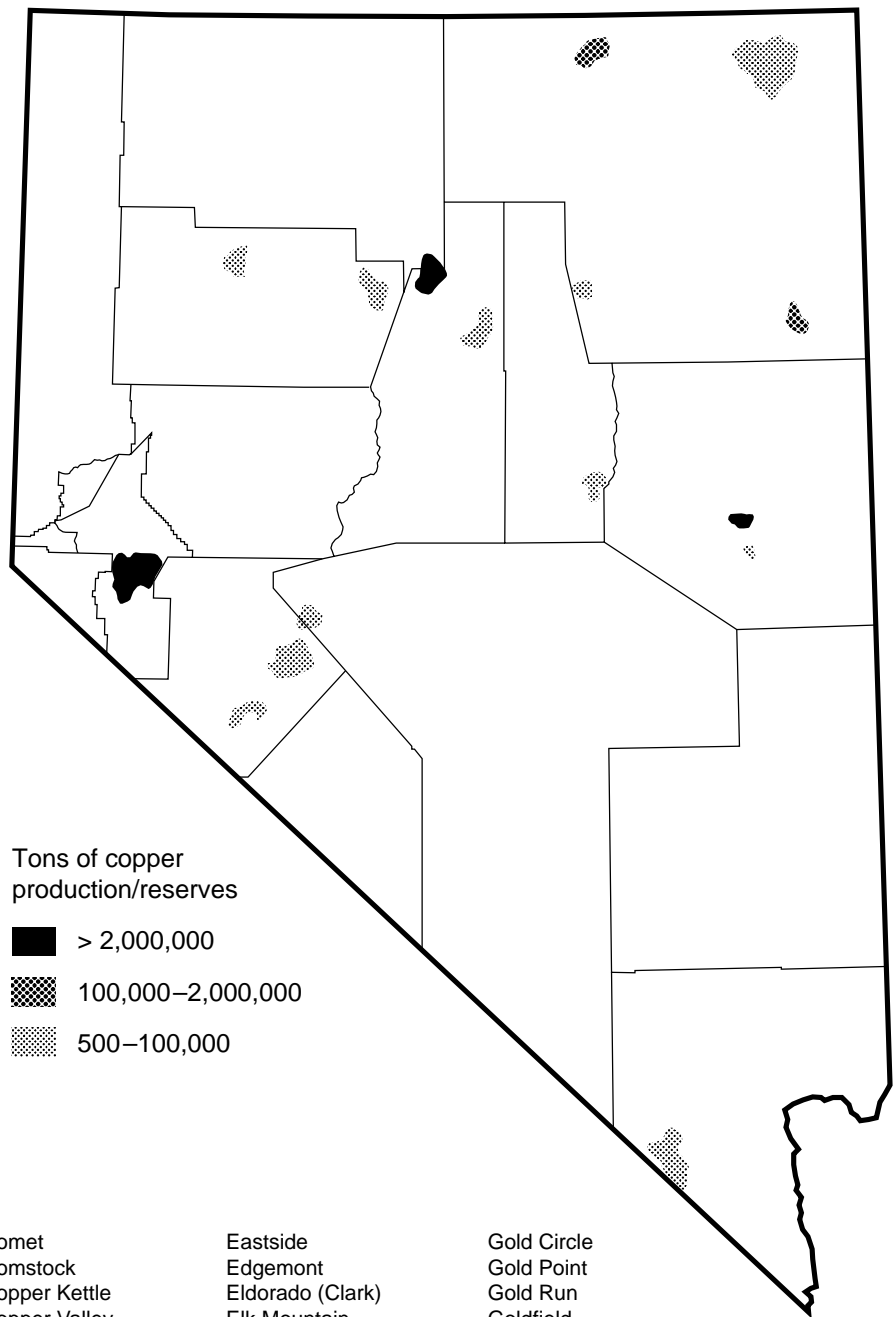 Tons of copper
production/reserves
> 2,000,000
100,000–2,000,000
500–100,000
Eastside
Edgemont
Eldorado (Clark)
Gold Circle
Gold Point
Gold Run